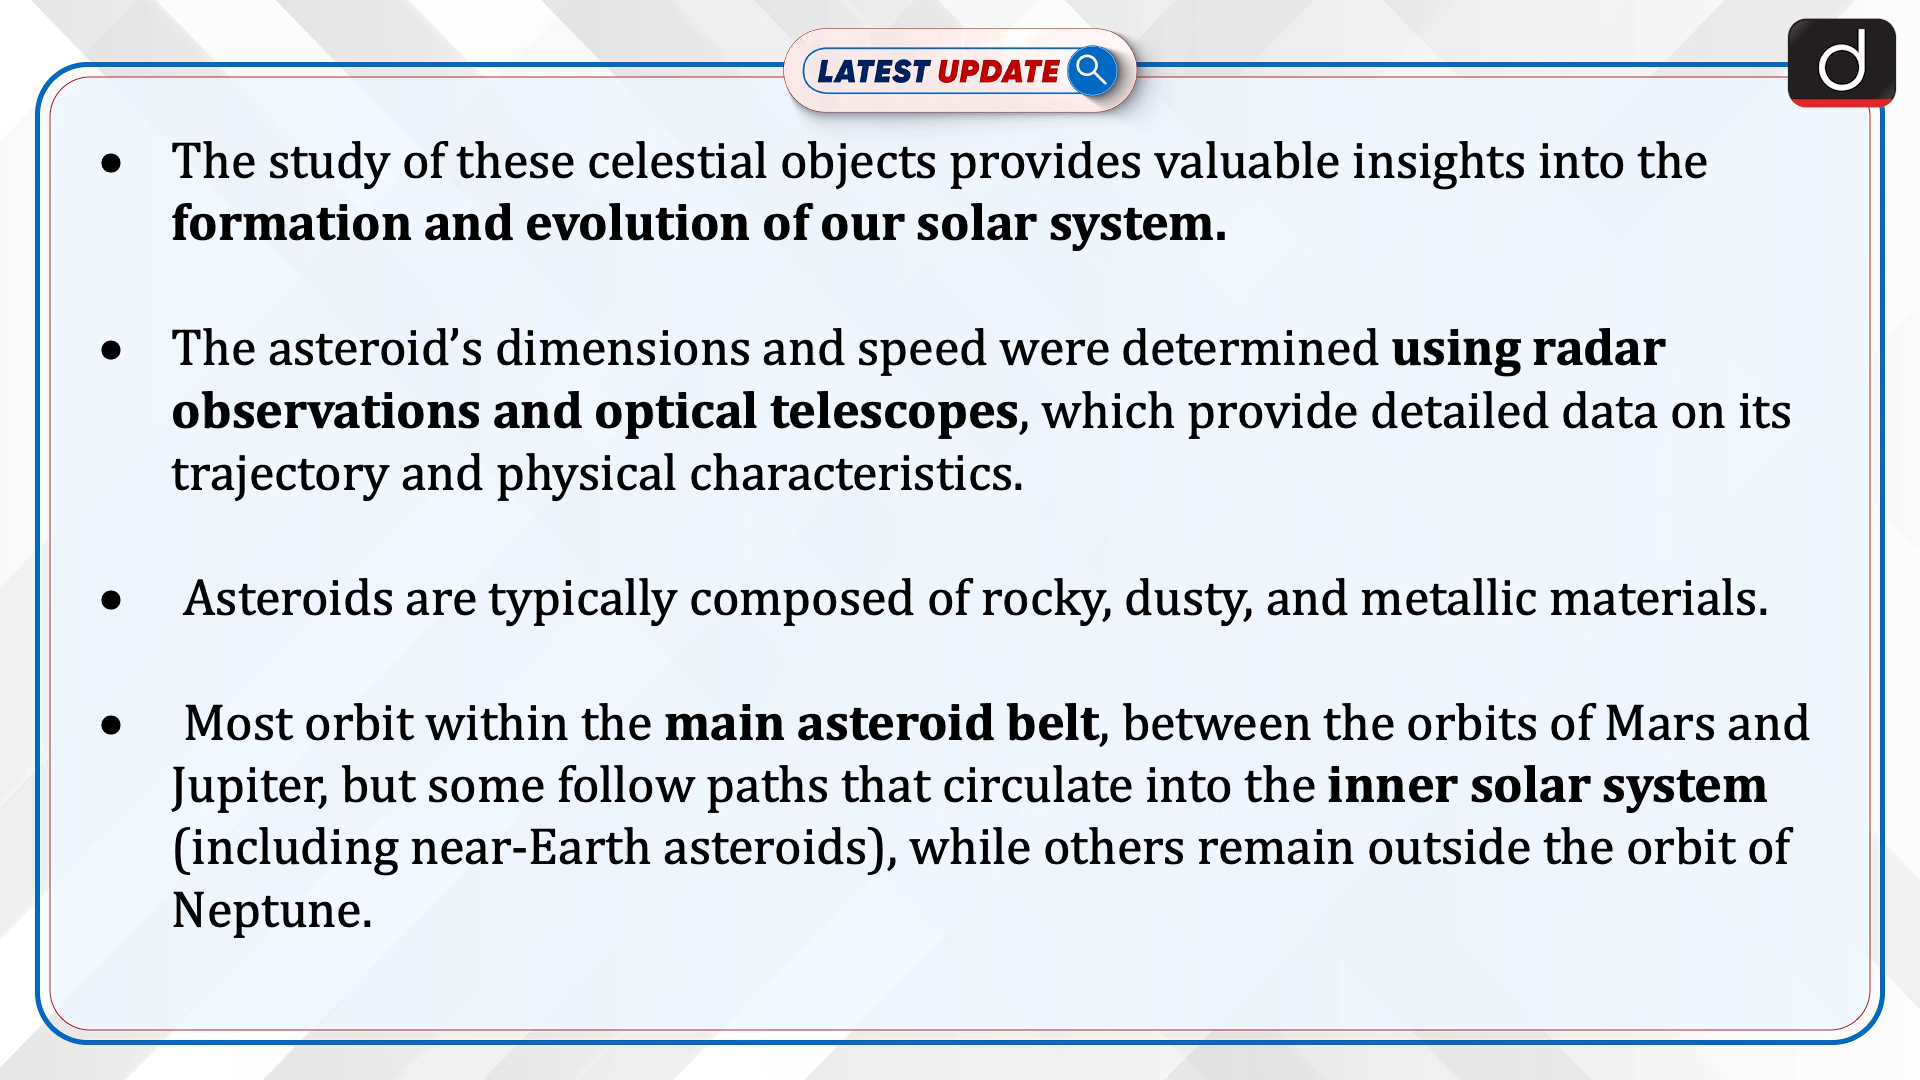 LATEST UPDATE
d
• The study of these celestial objects provides valuable insights into the
formation and evolution of our solar system.
• The asteroid’s dimensions and speed were determined using radar
observations and optical telescopes, which provide detailed data on its
trajectory and physical characteristics.
• Asteroids are typically composed of rocky, dusty, and metallic materials.
• Most orbit within the main asteroid belt, between the orbits of Mars and
Jupiter, but some follow paths that circulate into the inner solar system
(including near-Earth asteroids), while others remain outside the orbit of
Neptune.